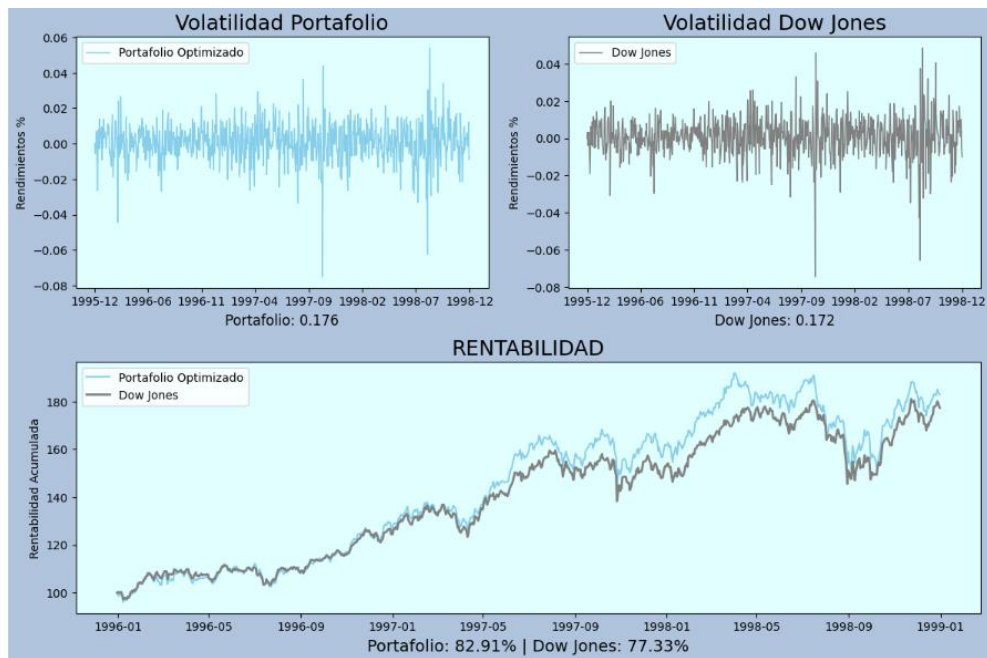 Volatilidad Portafolio
Volatilidad Dow Jones
Portafolio Optimizado
Dow Jones
Rendimientos %
0.06
0.04
0.02
0.00
−0.02
−0.04
−0.06
−0.08
1995-12 1996-06 1996-11 1997-04 1997-09 1998-02 1998-07 1998-12
Portafolio: 0.176
Rendimientos %
0.04
0.02
0.00
−0.02
−0.04
−0.06
−0.08
1995-12 1996-06 1996-11 1997-04 1997-09 1998-02 1998-07 1998-12
Dow Jones: 0.172
RENTABILIDAD
Portafolio Optimizado
Dow Jones
Rentabilidad Acumulada
180
160
140
120
100
1996-01 1996-05 1996-09 1997-01 1997-05 1997-09 1998-01 1998-05 1998-09 1999-01
Portafolio: 82.91% | Dow Jones: 77.33%